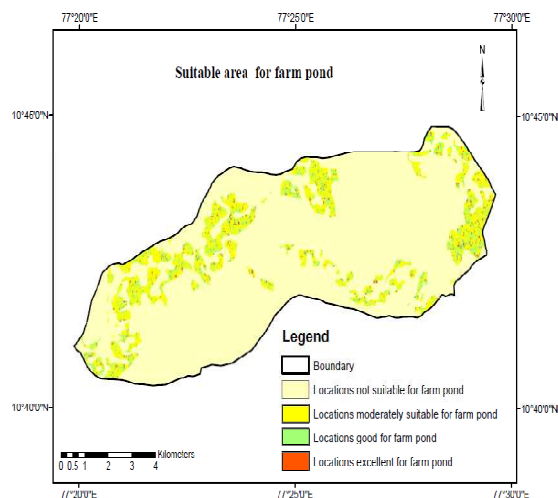 77°20'0"E 77°25'0"E 77°30'0"E
Suitable area for farm pond
N
10°45'0"N 10°45'0"N
Legend
Boundary
Locations not suitable for farm pond
10°40'0"N 10°40'0"N
Locations moderately suitable for farm pond
Locations good for farm pond
Kilometers
0 0.5 1 2 3 4
Locations excellent for farm pond
77°20'0"E 77°25'0"E 77°30'0"E